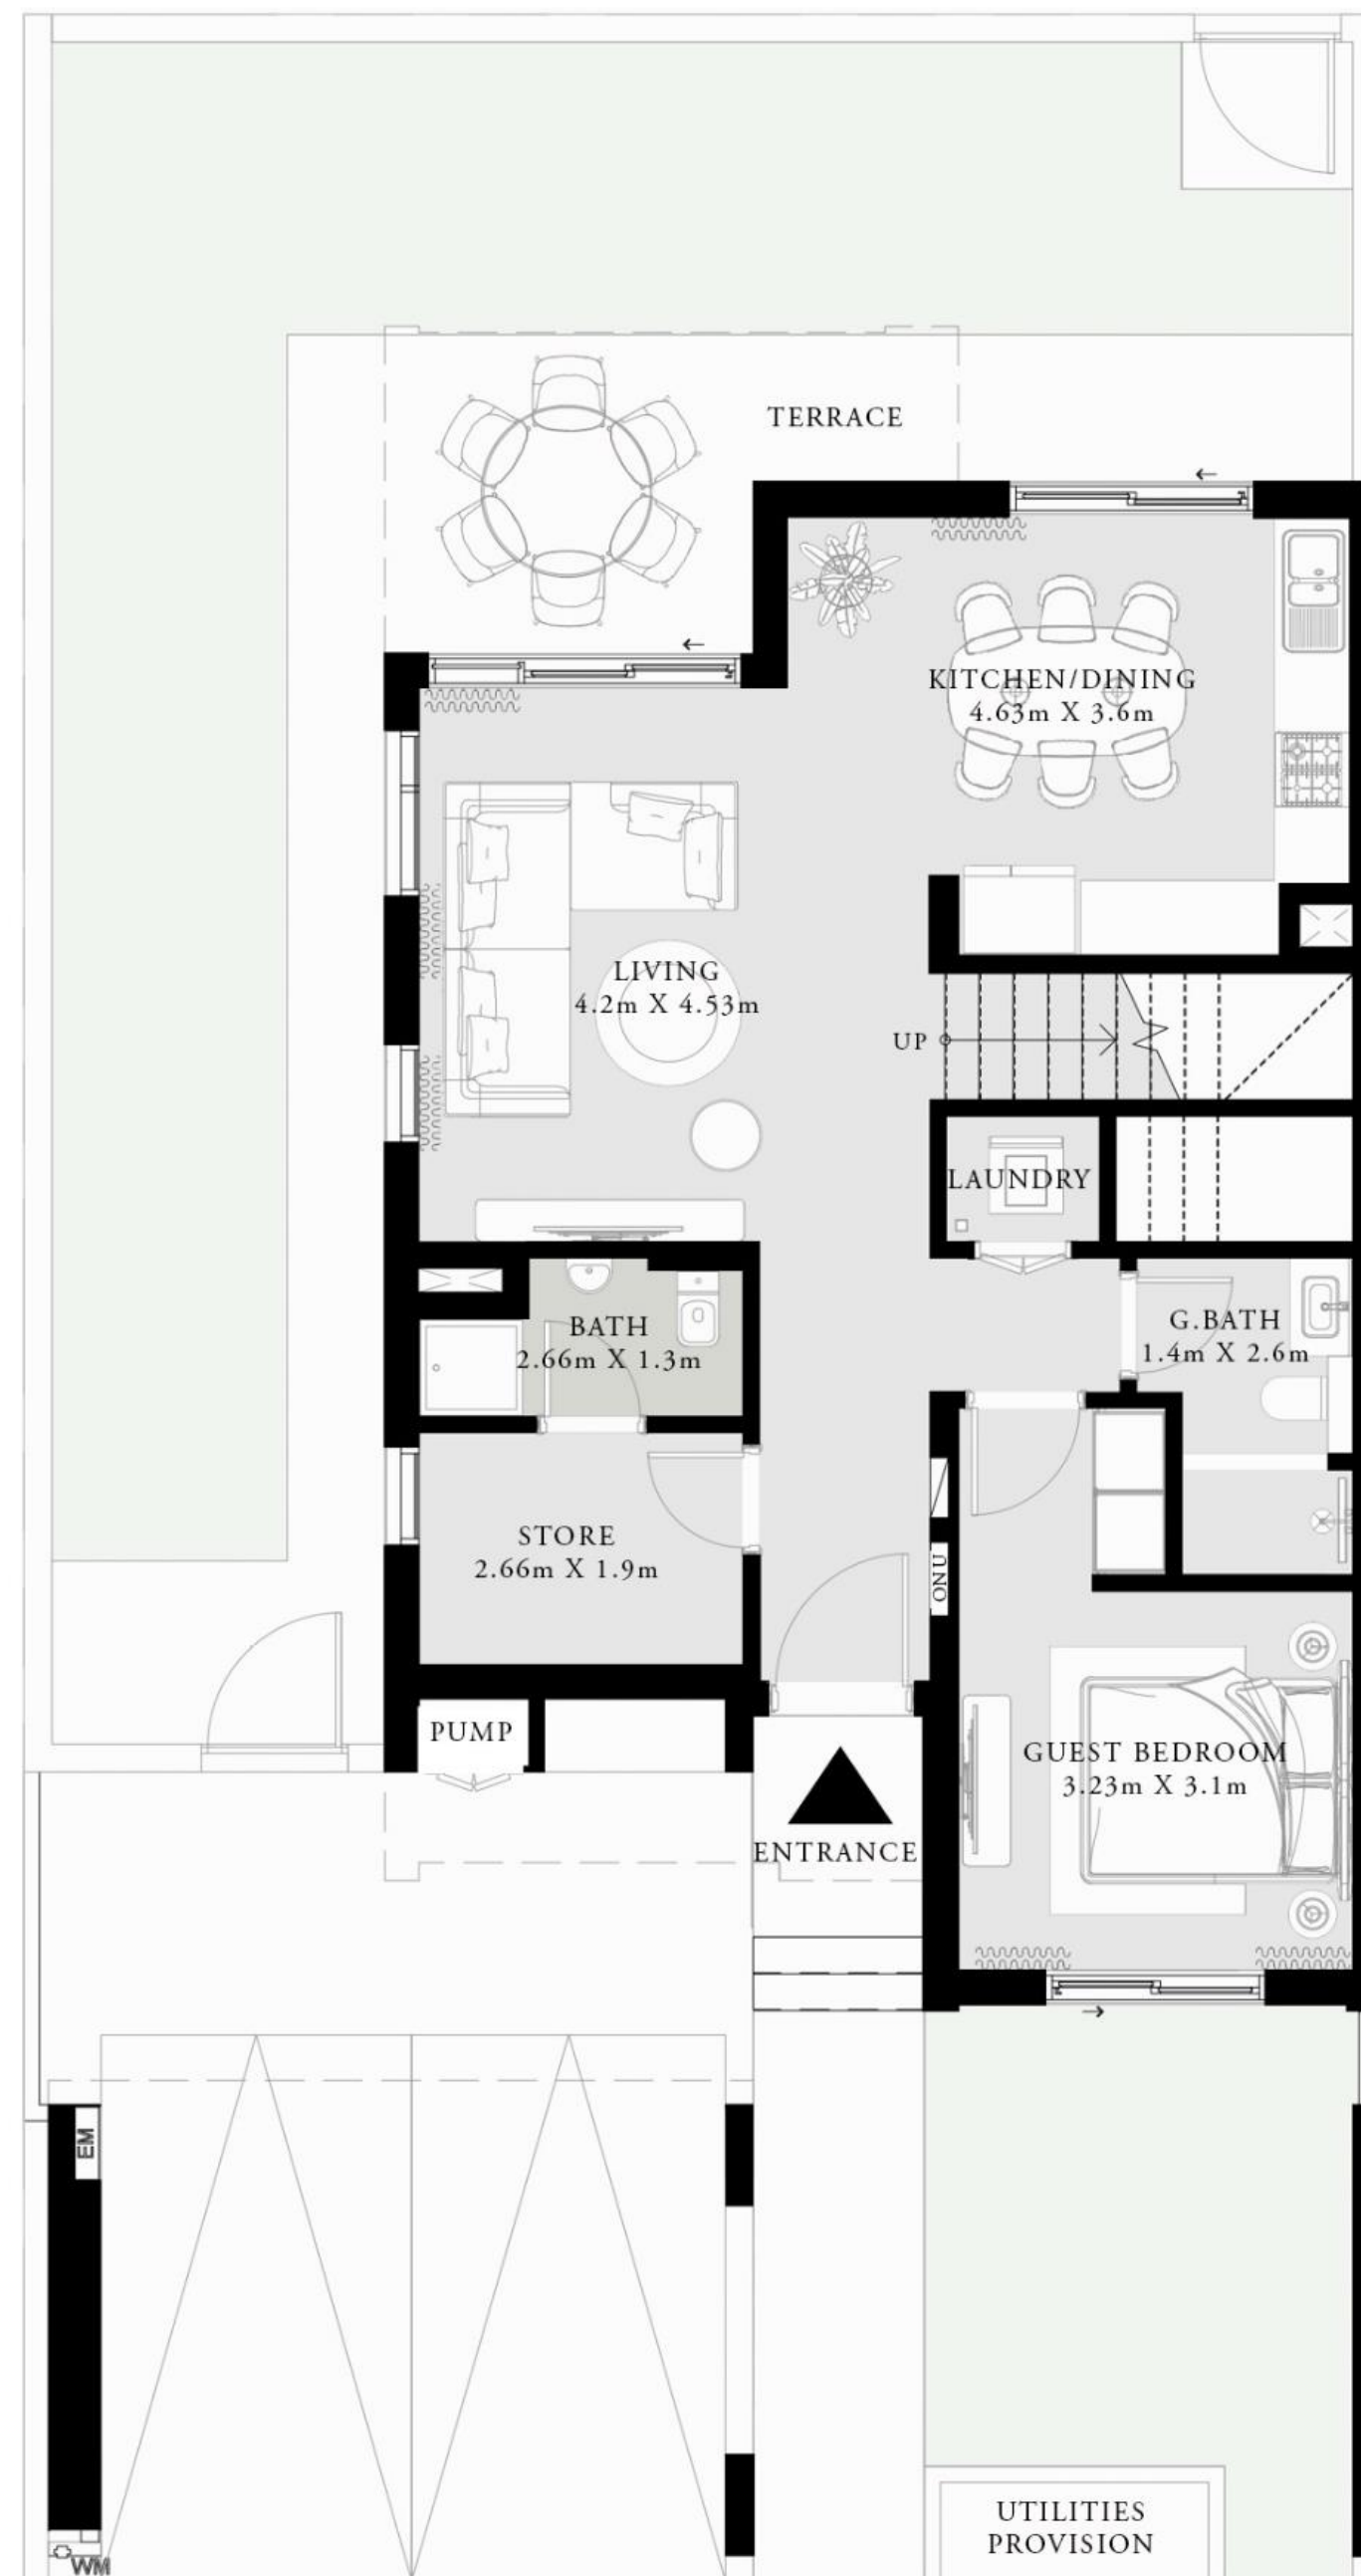 TERRACE
KITCHEN/DINING
4.63m X 3.6m
LIVING
4.2m X 4.53m
UP
LAUNDRY
BATH
2.66m X 1.3m
G.BATH
1.4m X 2.6m
STORE
2.66m X 1.9m
ONU
PUMP
GUEST BEDROOM
3.23m X 3.1m
ENTRANCE
EM
UTILITIES
PROVISION
WM